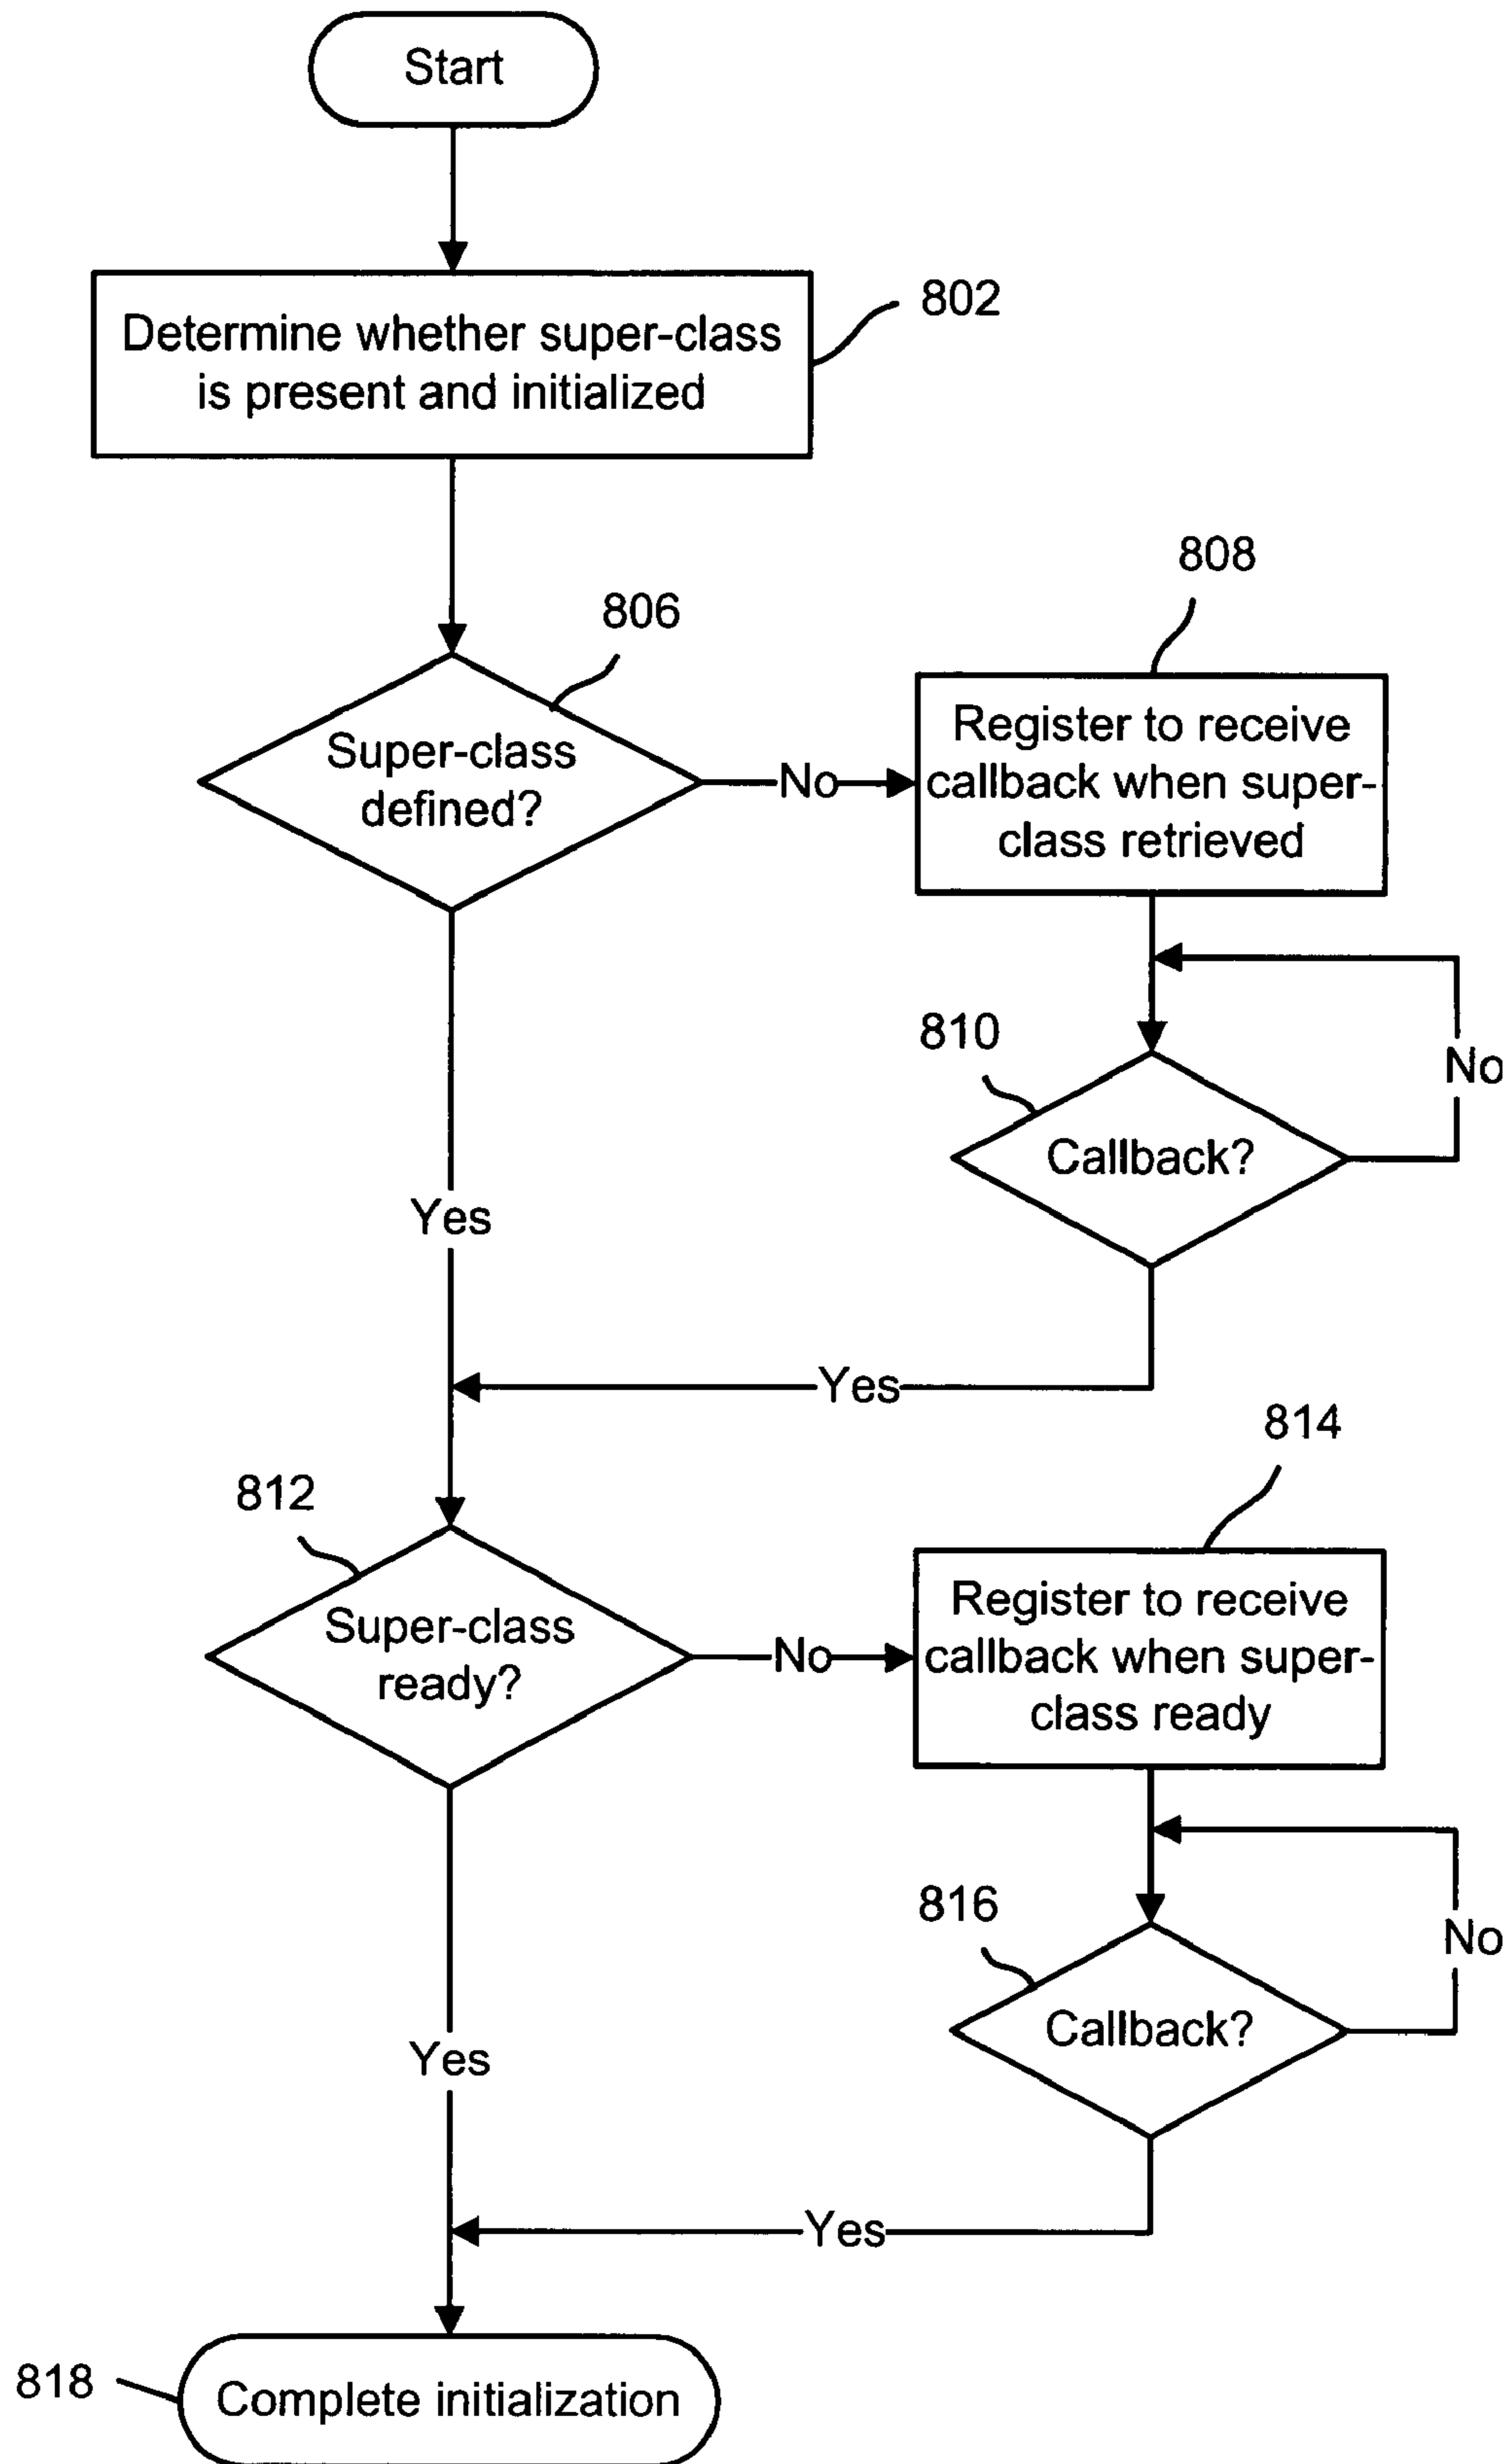 Start
802
Determine whether super-class
is present and initialized
808
806
Super-class
defined?
No
Register to receive
callback when super-
class retrieved
810
No
Callback?
Yes
Yes
814
812
Super-class
ready?
No
Register to receive
callback when super-
class ready
816
No
Callback?
Yes
Yes
818
Complete initialization